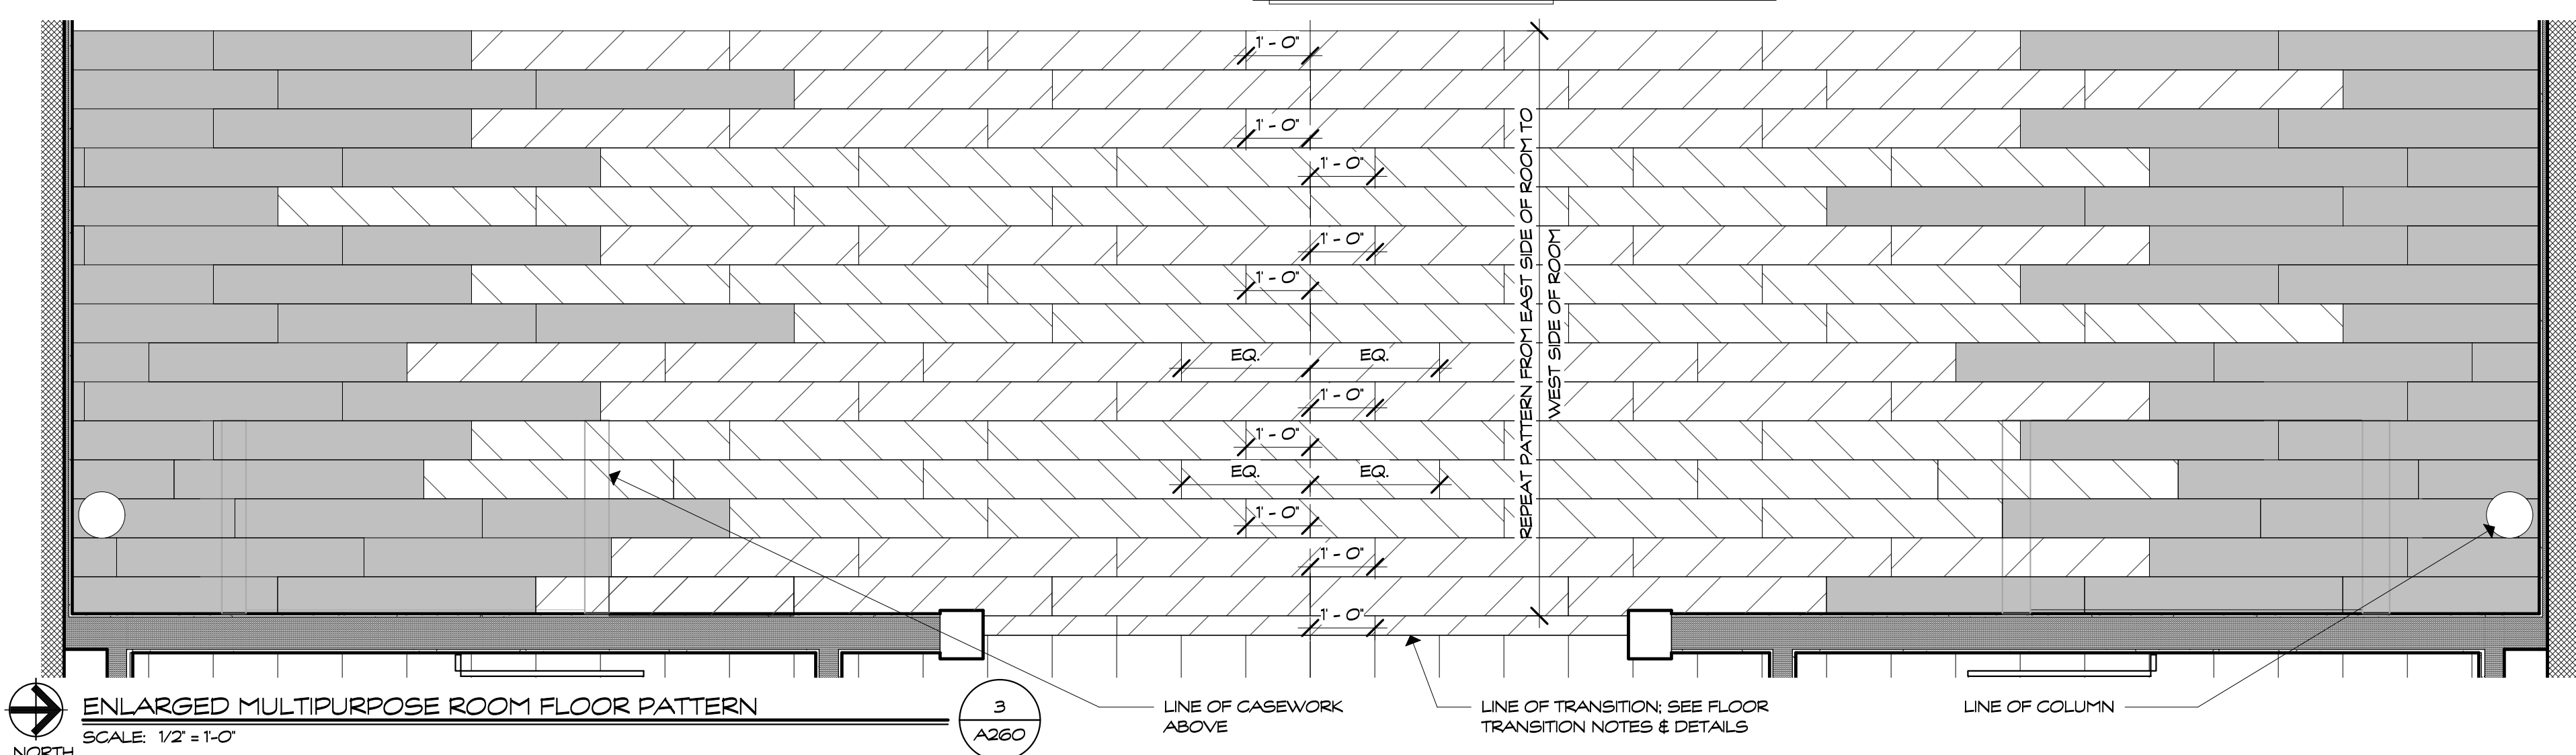 1' - 0"
1' - 0"
1' - 0"
1' - 0"
1' - 0"
EQ. EQ.
1' - 0"
1' - 0"
EQ. EQ.
1' - 0"
1' - 0"
1' - 0"
REPEAT PATTERN FROM EAST SIDE OF ROOM TO
WEST SIDE OF ROOM
ENLARGED MULTIPURPOSE ROOM FLOOR PATTERN
SCALE: 1/2" = 1'-0"
NORTH
3
A260
LINE OF CASEWORK
ABOVE
LINE OF TRANSITION; SEE FLOOR
TRANSITION NOTES & DETAILS
LINE OF COLUMN